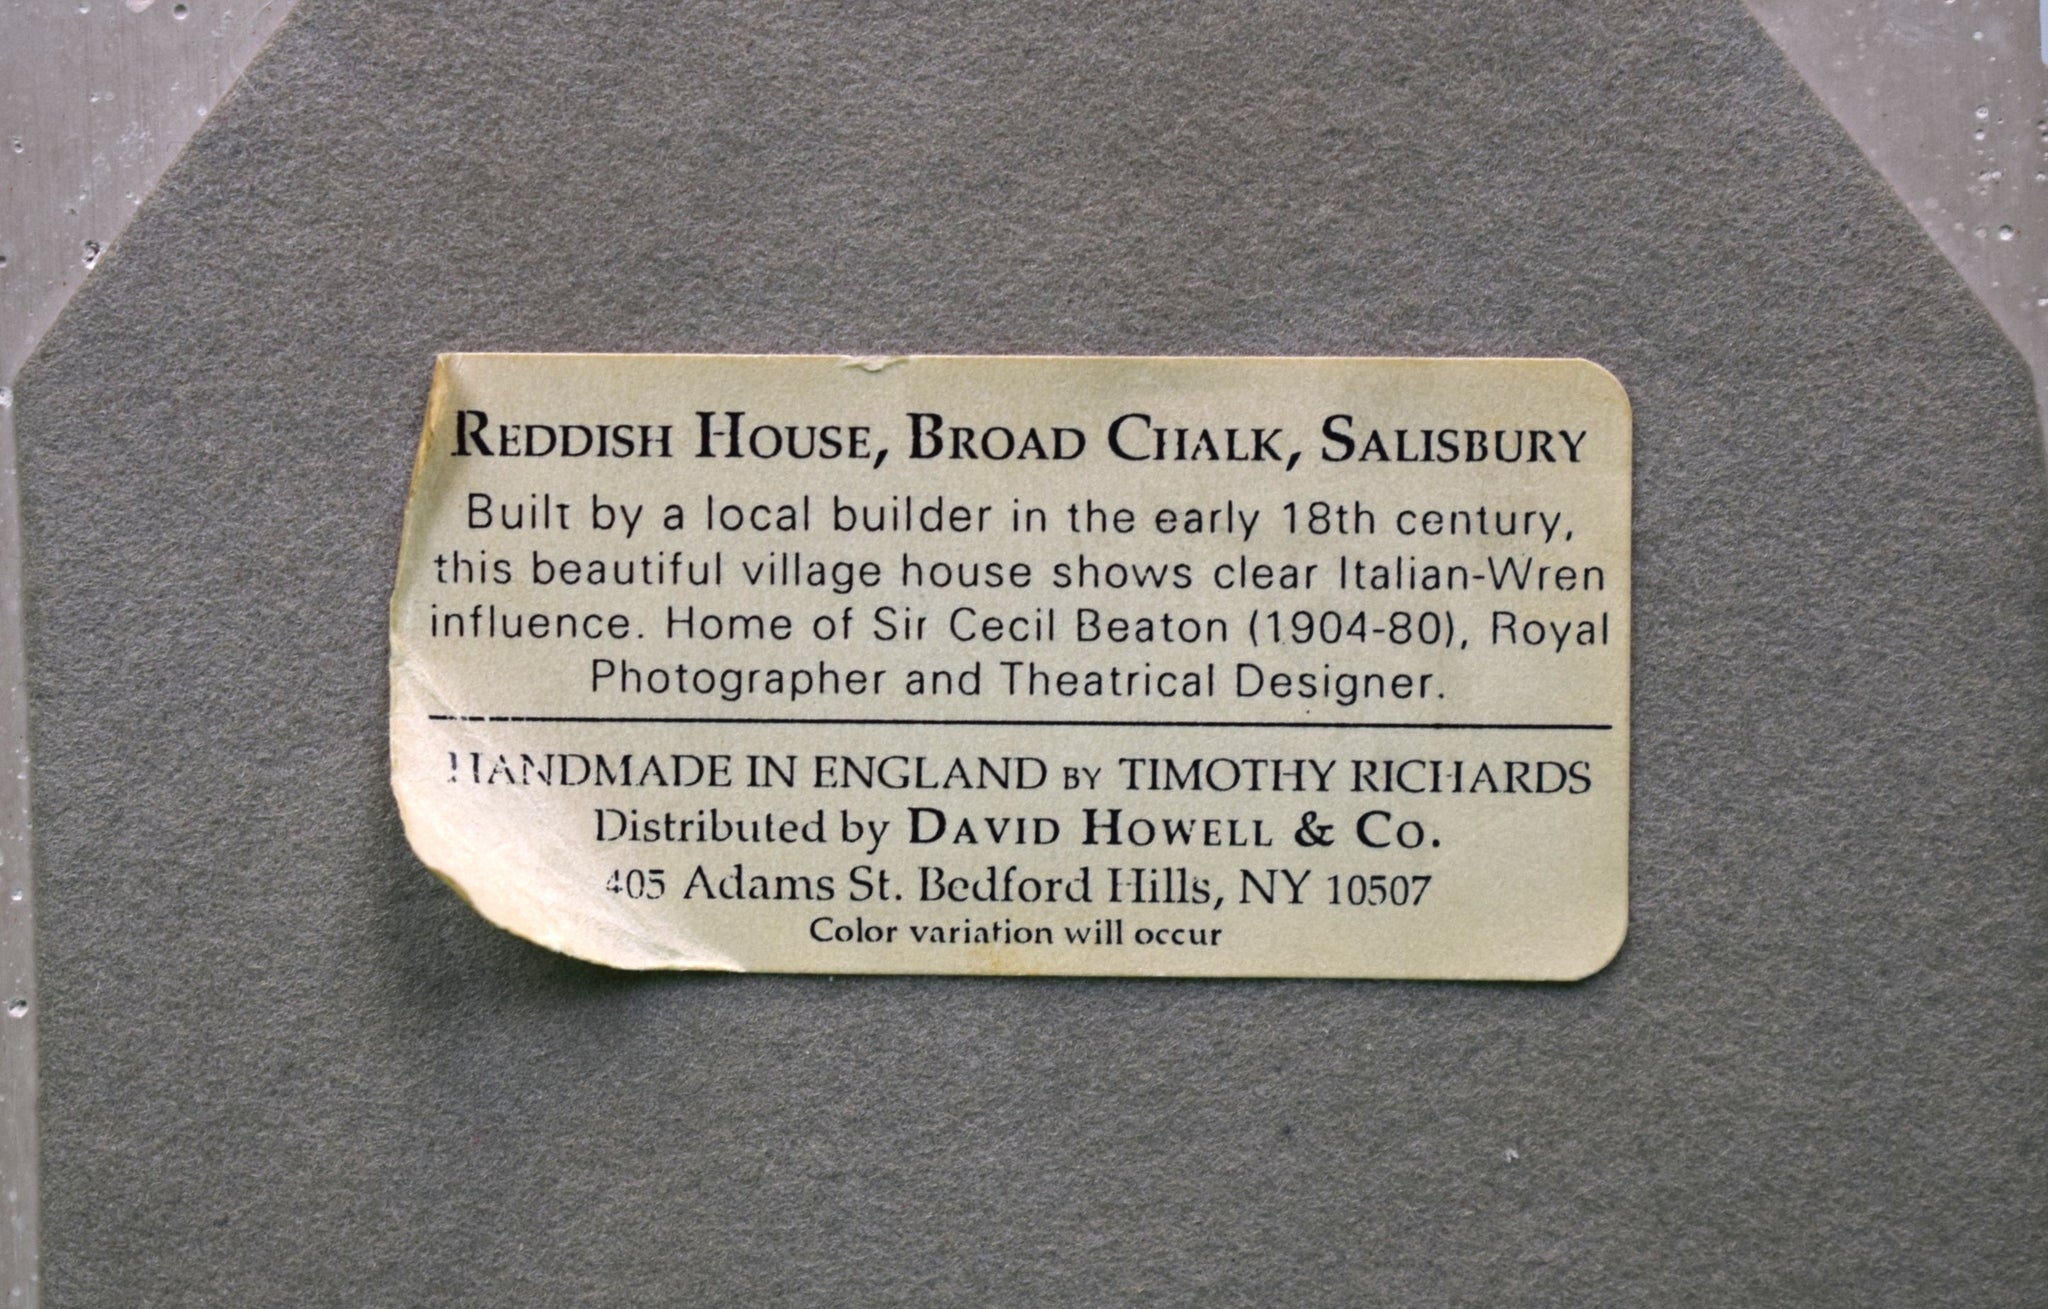 REDDISH HOUSE, BROAD CHALK, SALISBURY
Built by a local builder in the early 18th century,
this beautiful village house shows clear Italian-Wren
influence. Home of Sir Cecil Beaton (1904-80), Royal
Photographer and Theatrical Designer.
HANDMADE IN ENGLAND BY TIMOTHY RICHARDS
Distributed by DAVID HOWELL & CO.
405 Adams St. Bedford Hills, NY 10507
Color variation will occur